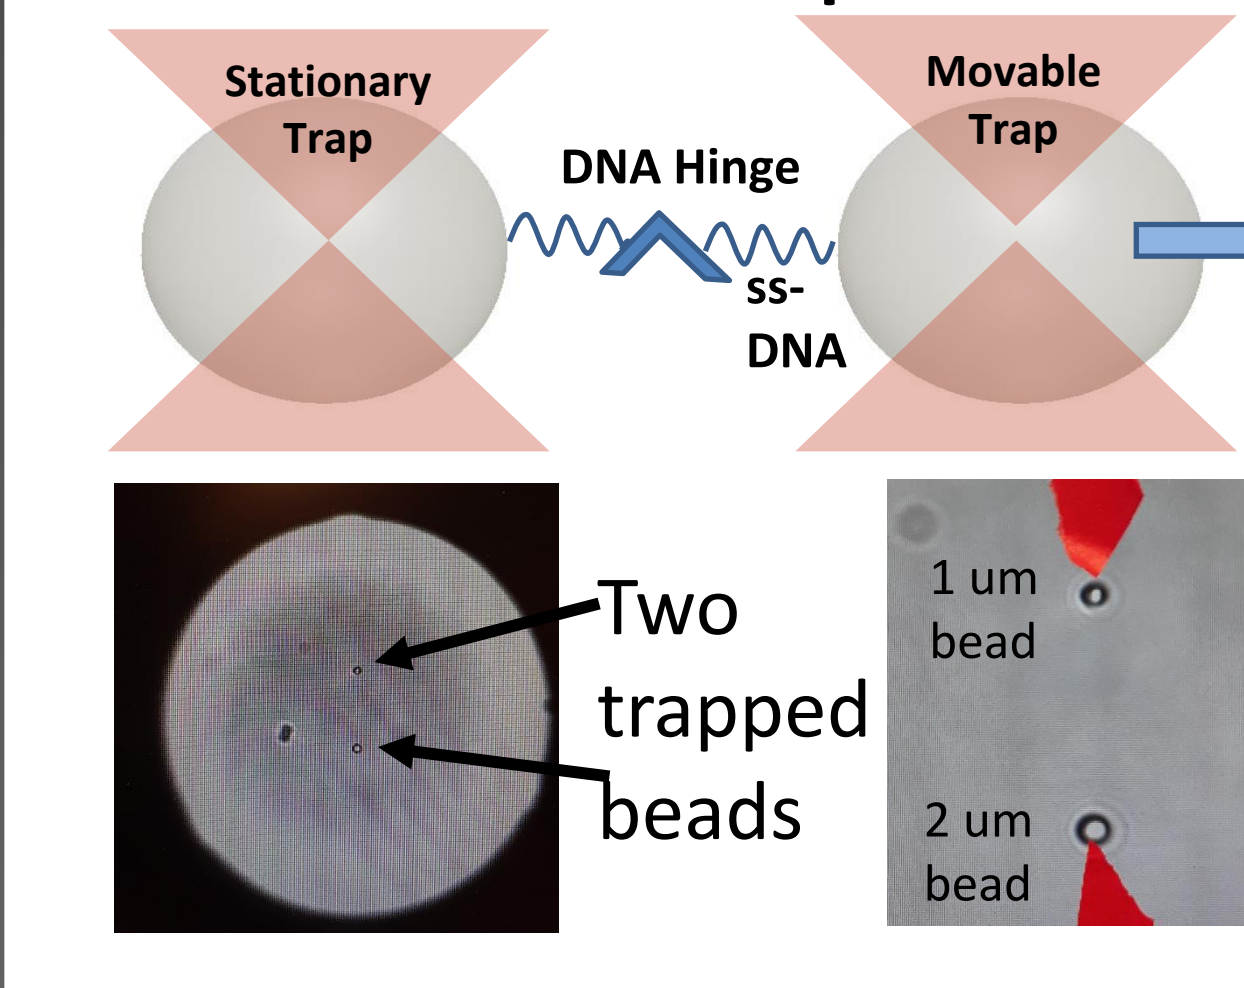 Stationary
Trap
Movable
Trap
DNA Hinge
ss-
DNA
Two
trapped
beads
1 um
bead
2 um
bead